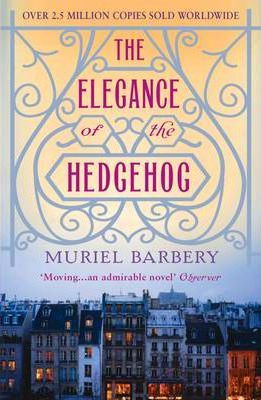 OVER 2.5 MILLION COPIES SOLD WORLDWIDE
THE
ELEGANCE
of the
HEDGEHOG
MURIEL BARBERY
'Moving...an admirable novel' Observer